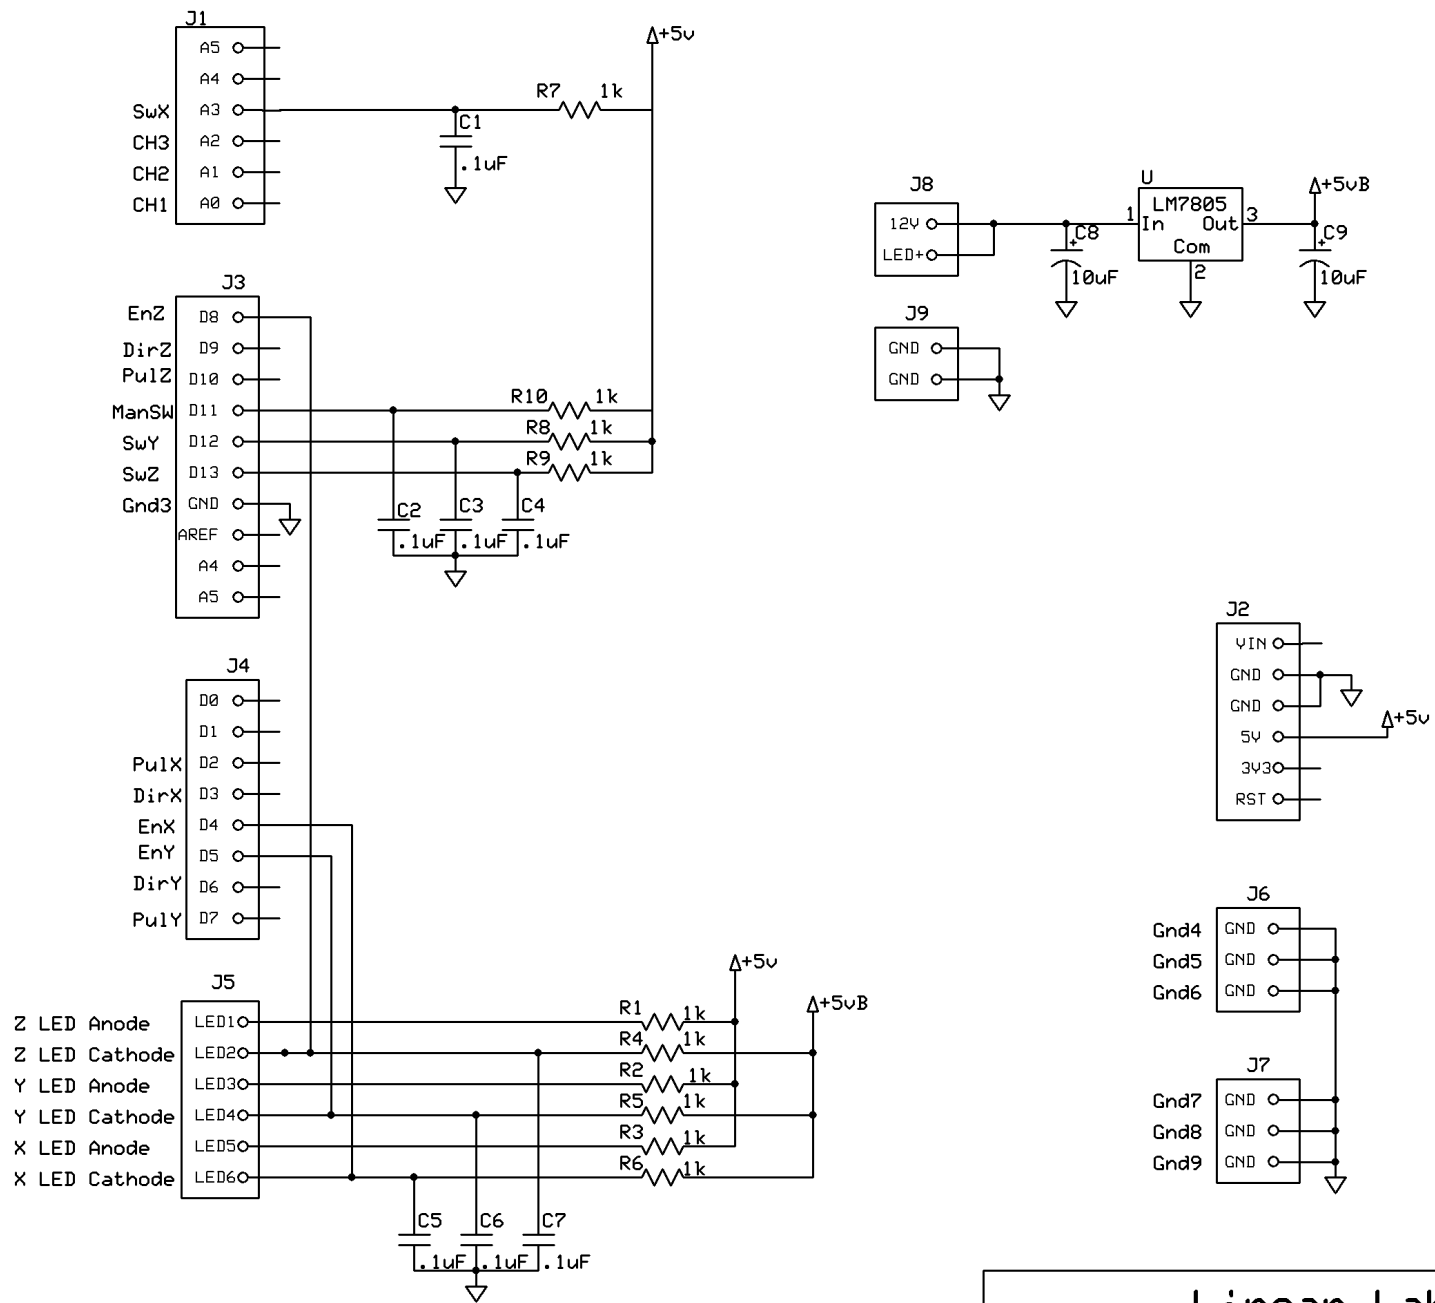 J1
A5
A4
SwX A3
CH3 A2
CH2 A1
CH1 A0
+5v
R7 1k
C1
.1uF
J3
EnZ D8
DirZ D9
PulZ D10
ManSW D11
SwY D12
SwZ D13
Gnd3 GND
AREF
A4
A5
R10 1k
R8 1k
R9 1k
C2 C3 C4
.1uF .1uF .1uF
J4
D0
D1
PulX D2
DirX D3
EnX D4
EnY D5
DirY D6
PulY D7
J5
Z LED Anode LED1
Z LED Cathode LED2
Y LED Anode LED3
Y LED Cathode LED4
X LED Anode LED5
X LED Cathode LED6
+5v
+5vB
R1 1k
R4 1k
R2 1k
R5 1k
R3 1k
R6 1k
C5 C6 C7
.1uF .1uF .1uF
J8
12V
LED+
J9
GND
GND
U
LM7805
1 In Out 3
Com
2
+5vB
+ C8
10uF
+ C9
10uF
J2
VIN
GND
GND
5V
3V3
RST
+5v
J6
Gnd4 GND
Gnd5 GND
Gnd6 GND
J7
Gnd7 GND
Gnd8 GND
Gnd9 GND
Linear